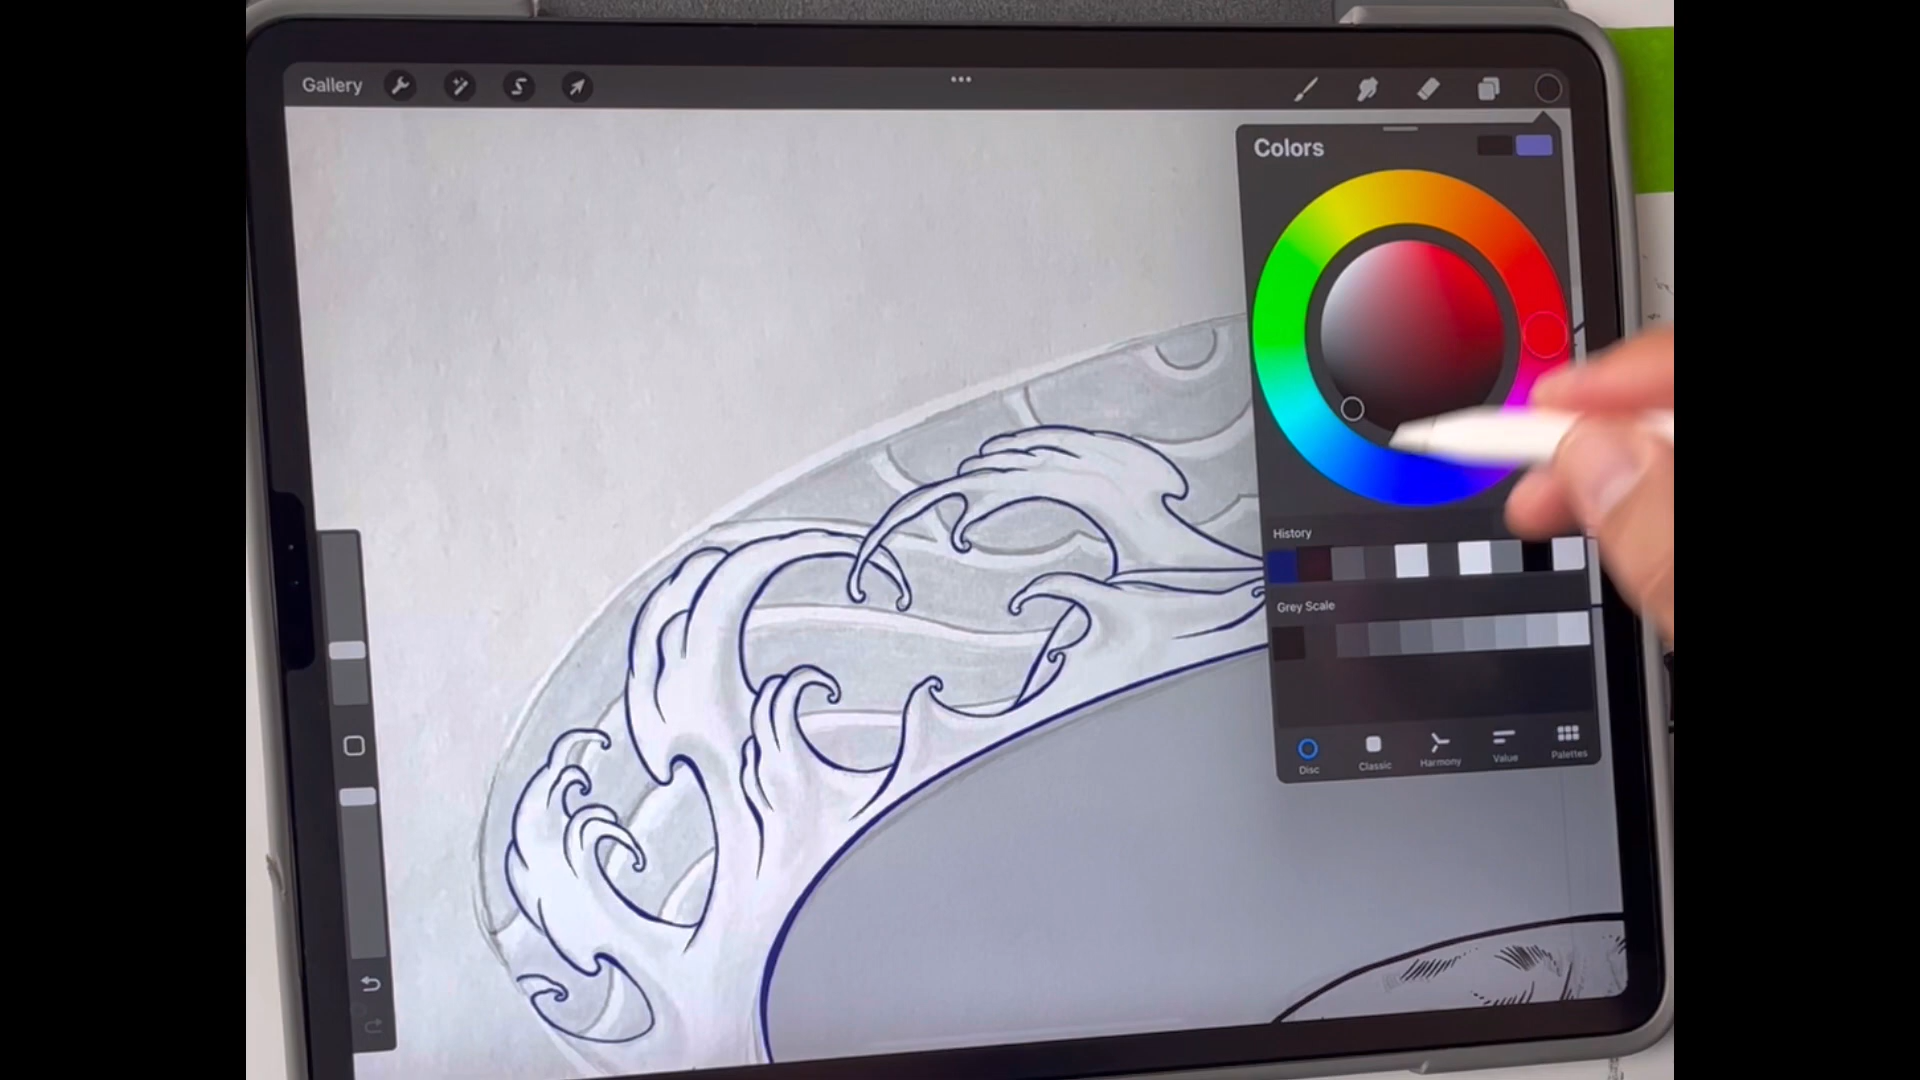 Gallery
Colors
History
Grey Scale
Disc
Classic
Harmony
Value
Palettes